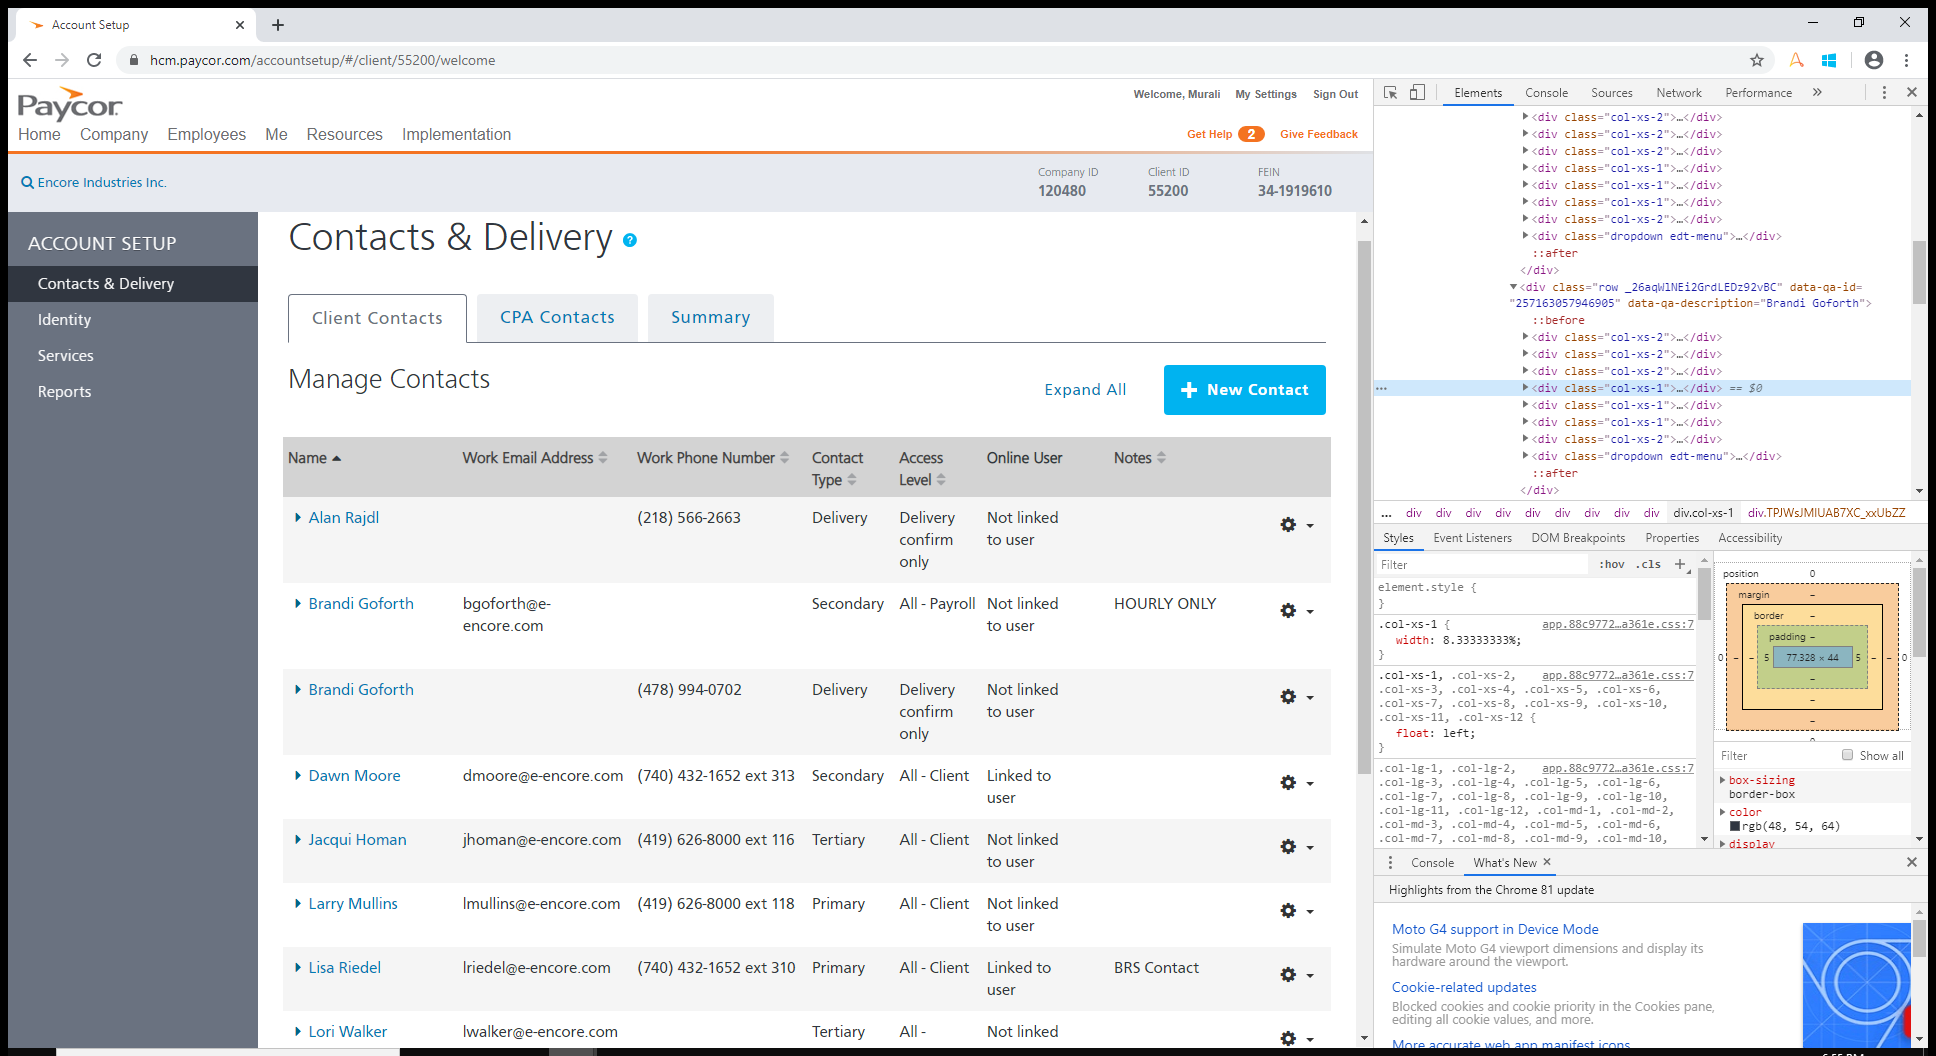 Account Setup
hcm.paycor.com/accountsetup/#/client/55200/welcome
Paycor
Welcome, Murali My Settings Sign Out
Home Company Employees Me Resources Implementation
Get Help 2 Give Feedback
Encore Industries Inc.
Company ID Client ID FEIN
120480 55200 34-1919610
ACCOUNT SETUP
Contacts & Delivery
Identity
Services
Reports
Contacts & Delivery ?
Client Contacts CPA Contacts Summary
Manage Contacts
Expand All + New Contact
Name Work Email Address Work Phone Number Contact Type Access Level Online User Notes
Alan Rajdl (218) 566-2663 Delivery Delivery confirm only Not linked to user
Brandi Goforth bgoforth@e-encore.com Secondary All - Payroll Not linked to user HOURLY ONLY
Brandi Goforth (478) 994-0702 Delivery Delivery confirm only Not linked to user
Dawn Moore dmoore@e-encore.com (740) 432-1652 ext 313 Secondary All - Client Linked to user
Jacqui Homan jhoman@e-encore.com (419) 626-8000 ext 116 Tertiary All - Client Not linked to user
Larry Mullins lmullins@e-encore.com (419) 626-8000 ext 118 Primary All - Client Not linked to user
Lisa Riedel lriedel@e-encore.com (740) 432-1652 ext 310 Primary All - Client Linked to user BRS Contact
Lori Walker lwalker@e-encore.com Tertiary All - Not linked
Elements Console Sources Network Performance »
<div class="col-xs-2">…</div>
<div class="col-xs-2">…</div>
<div class="col-xs-2">…</div>
<div class="col-xs-1">…</div>
<div class="col-xs-1">…</div>
<div class="col-xs-1">…</div>
<div class="col-xs-2">…</div>
<div class="dropdown edt-menu">…</div>
::after
</div>
<div class="row _26aqWlNEi2GrdLEDz92vBC" data-qa-id=
"257163057946905" data-qa-description="Brandi Goforth">
::before
<div class="col-xs-2">…</div>
<div class="col-xs-2">…</div>
<div class="col-xs-2">…</div>
… <div class="col-xs-1">…</div> == $0
<div class="col-xs-1">…</div>
<div class="col-xs-1">…</div>
<div class="col-xs-2">…</div>
<div class="dropdown edt-menu">…</div>
::after
</div>
… div div div div div div div div div div.col-xs-1 div.TPJWsJMIUAB7XC_xxUbZZ
Styles Event Listeners DOM Breakpoints Properties Accessibility
Filter :hov .cls +
element.style {
}
.col-xs-1 { app.88c9772…a361e.css:7
width: 8.33333333%;
}
.col-xs-1, .col-xs-2, app.88c9772…a361e.css:7
.col-xs-3, .col-xs-4, .col-xs-5, .col-xs-6,
.col-xs-7, .col-xs-8, .col-xs-9, .col-xs-10,
.col-xs-11, .col-xs-12 {
float: left;
}
.col-lg-1, .col-lg-2, app.88c9772…a361e.css:7
.col-lg-3, .col-lg-4, .col-lg-5, .col-lg-6,
.col-lg-7, .col-lg-8, .col-lg-9, .col-lg-10,
.col-lg-11, .col-lg-12, .col-md-1, .col-md-2,
.col-md-3, .col-md-4, .col-md-5, .col-md-6,
.col-md-7, .col-md-8, .col-md-9, .col-md-10,
position 0
margin -
border -
padding -
0 - - 5 77.328 × 44 5 - - 0
-
-
-
Filter Show all
box-sizing
border-box
color
rgb(48, 54, 64)
display
Console What's New
Highlights from the Chrome 81 update
Moto G4 support in Device Mode
Simulate Moto G4 viewport dimensions and display its
hardware around the viewport.
Cookie-related updates
Blocked cookies and cookie priority in the Cookies pane,
editing all cookie values, and more.
More accurate web app manifest icons